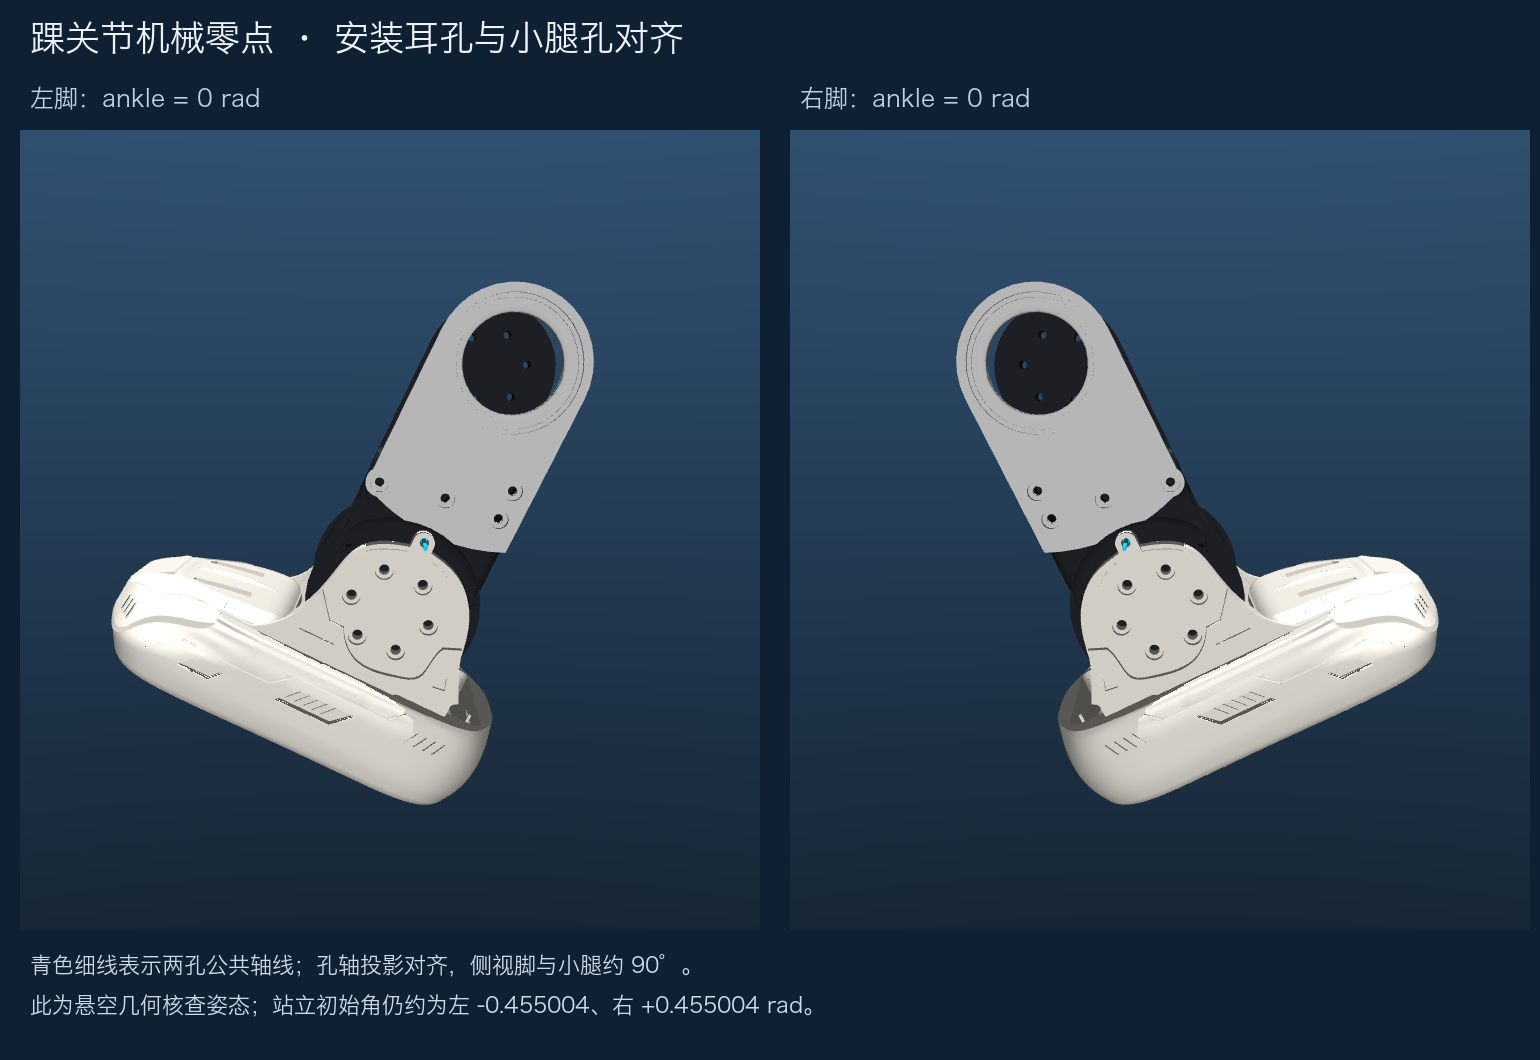 踝关节机械零点 · 安装耳孔与小腿孔对齐
左脚：ankle = 0 rad
右脚：ankle = 0 rad
青色细线表示两孔公共轴线；孔轴投影对齐，侧视脚与小腿约 90°。
此为悬空几何核查姿态；站立初始角仍约为左 -0.455004、右 +0.455004 rad。